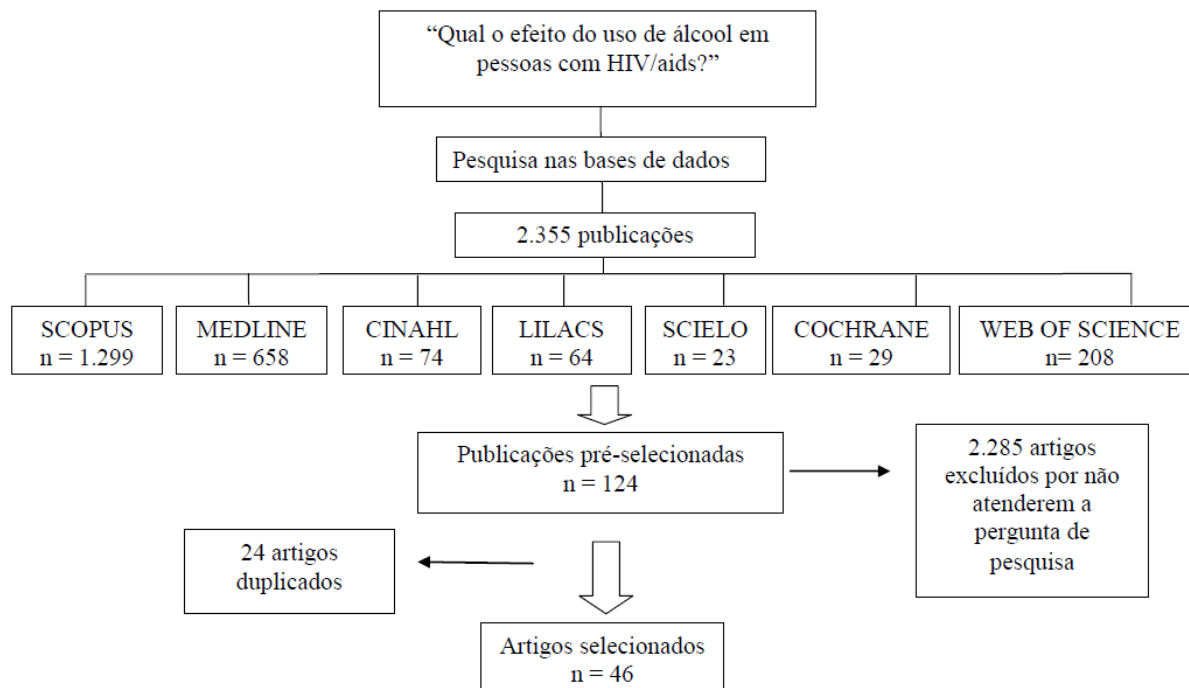 “Qual o efeito do uso de álcool em
pessoas com HIV/aids?”
Pesquisa nas bases de dados
2.355 publicações
SCOPUS
n = 1.299
MEDLINE
n = 658
CINAHL
n = 74
LILACS
n = 64
SCIELO
n = 23
COCHRANE
n = 29
WEB OF SCIENCE
n= 208
Publicações pré-selecionadas
n = 124
2.285 artigos
excluídos por não
atenderem a
pergunta de
pesquisa
24 artigos
duplicados
Artigos selecionados
n = 46